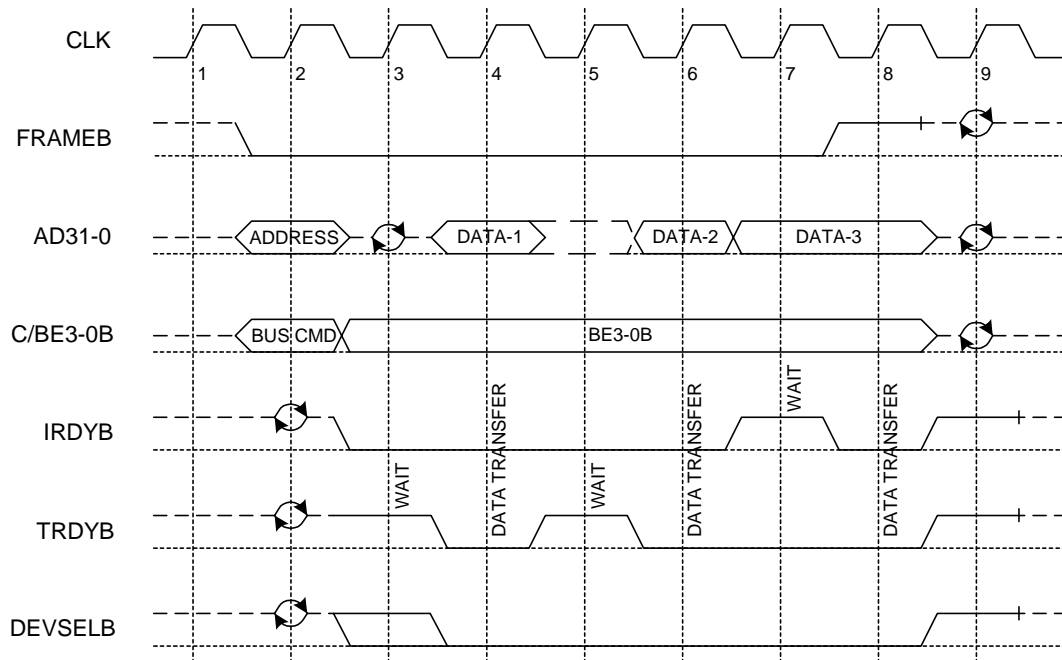 CLK
1 2 3 4 5 6 7 8 9
FRAMEB
AD31-0 ADDRESS DATA-1 DATA-2 DATA-3
C/BE3-0B BUS CMD BE3-0B
IRDYB
WAIT
DATA TRANSFER
WAIT
DATA TRANSFER
WAIT
DATA TRANSFER
TRDYB
DEVSELB